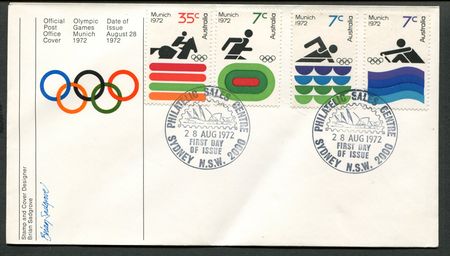 Official
Post
Office
Cover
Olympic
Games
Munich
1972
Date of
Issue
August 28
1972
Munich
1972
35c
Australia
Munich
1972
7c
Australia
Munich
1972
7c
Australia
Munich
1972
7c
Australia
PHILATELIC SALES CENTRE
28 AUG 1972
FIRST DAY
OF ISSUE
SYDNEY N.S.W. 2000
PHILATELIC SALES CENTRE
28 AUG 1972
FIRST DAY
OF ISSUE
SYDNEY N.S.W. 2000
Stamp and Cover Designer
Brian Sadgrove
Brian Sadgrove